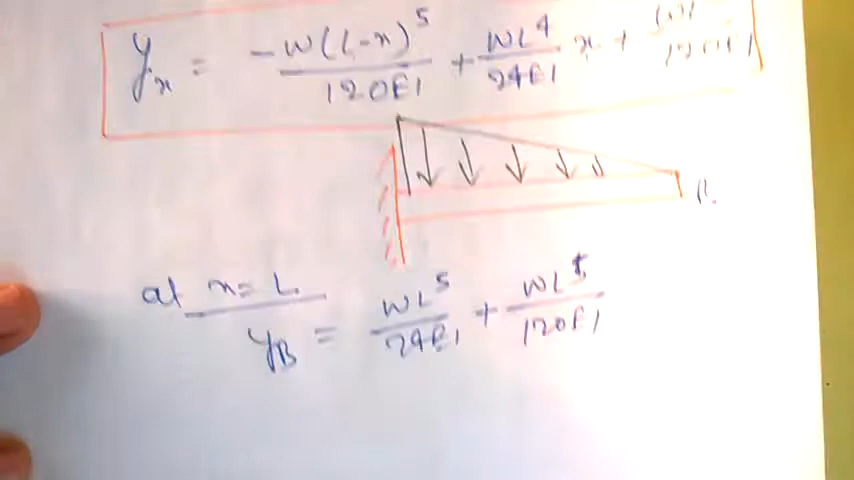 y_x = -w(L-x)^5/120EI + wL^4/24EI x +
B
at x = L
y_B = wL^5/24EI + wL^5/120EI